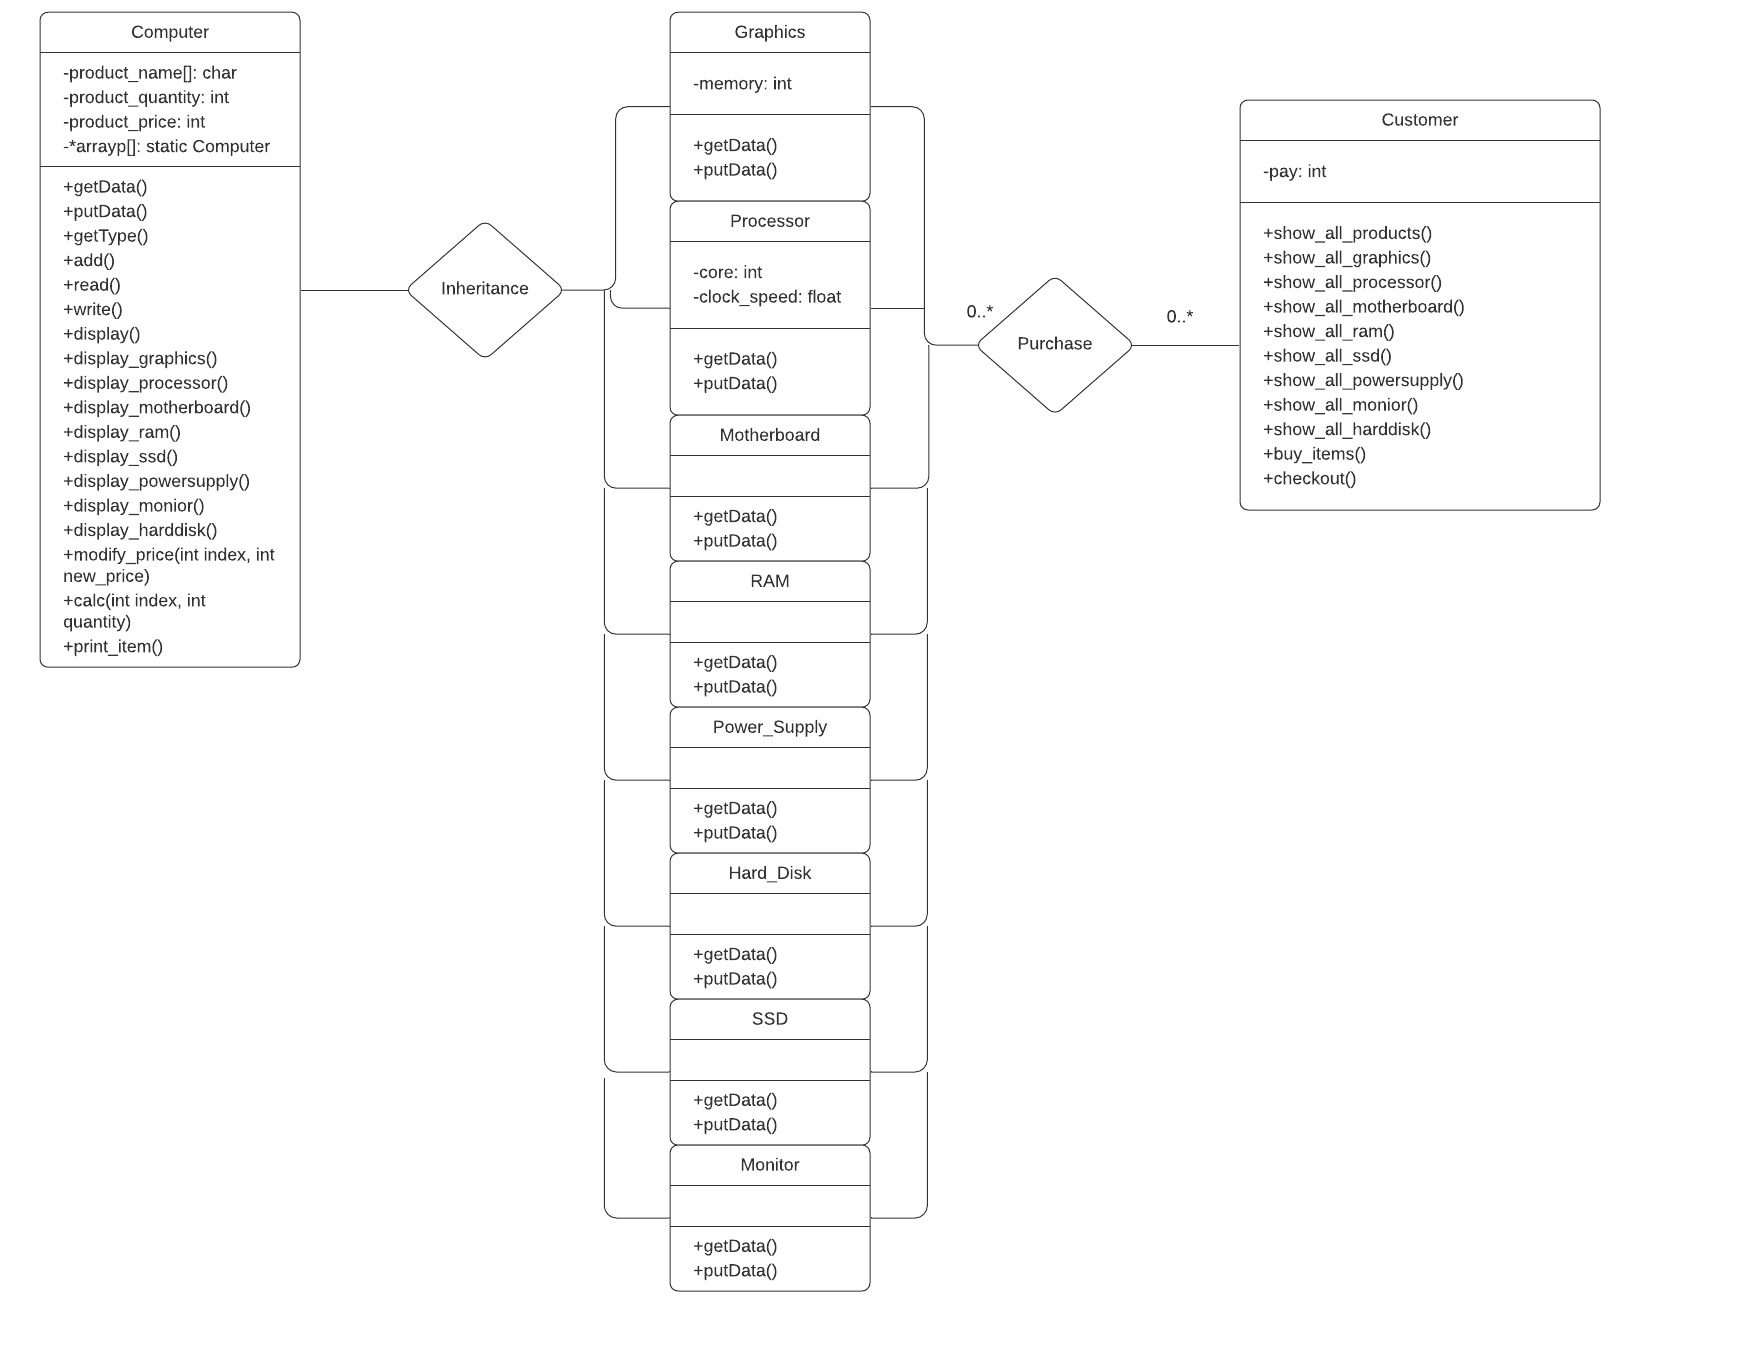 Computer
-product_name[]: char
-product_quantity: int
-product_price: int
-*arrayp[]: static Computer
+getData()
+putData()
+getType()
+add()
+read()
+write()
+display()
+display_graphics()
+display_processor()
+display_motherboard()
+display_ram()
+display_ssd()
+display_powersupply()
+display_monior()
+display_harddisk()
+modify_price(int index, int
new_price)
+calc(int index, int
quantity)
+print_item()
Inheritance
Graphics
-memory: int
+getData()
+putData()
Processor
-core: int
-clock_speed: float
+getData()
+putData()
Motherboard
+getData()
+putData()
RAM
+getData()
+putData()
Power_Supply
+getData()
+putData()
Hard_Disk
+getData()
+putData()
SSD
+getData()
+putData()
Monitor
+getData()
+putData()
0..*
Purchase
0..*
Customer
-pay: int
+show_all_products()
+show_all_graphics()
+show_all_processor()
+show_all_motherboard()
+show_all_ram()
+show_all_ssd()
+show_all_powersupply()
+show_all_monior()
+show_all_harddisk()
+buy_items()
+checkout()